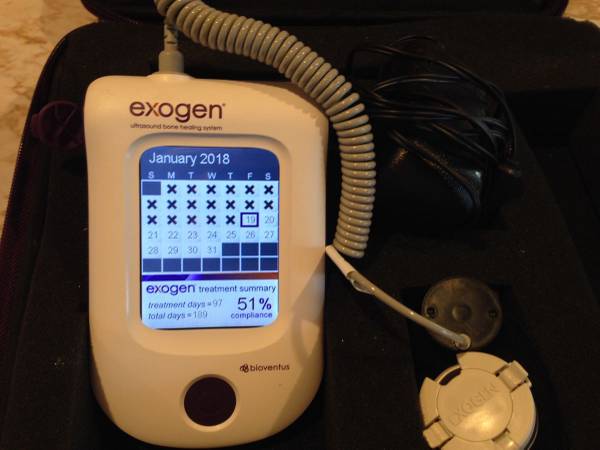 exogen®
ultrasound bone healing system
January 2018
S M T W T F S
19 20
21 22 23 24 25 26 27
28 29 30 31
exogen treatment summary
treatment days = 97
total days = 189
51%
compliance
bioventus
EXOGEN